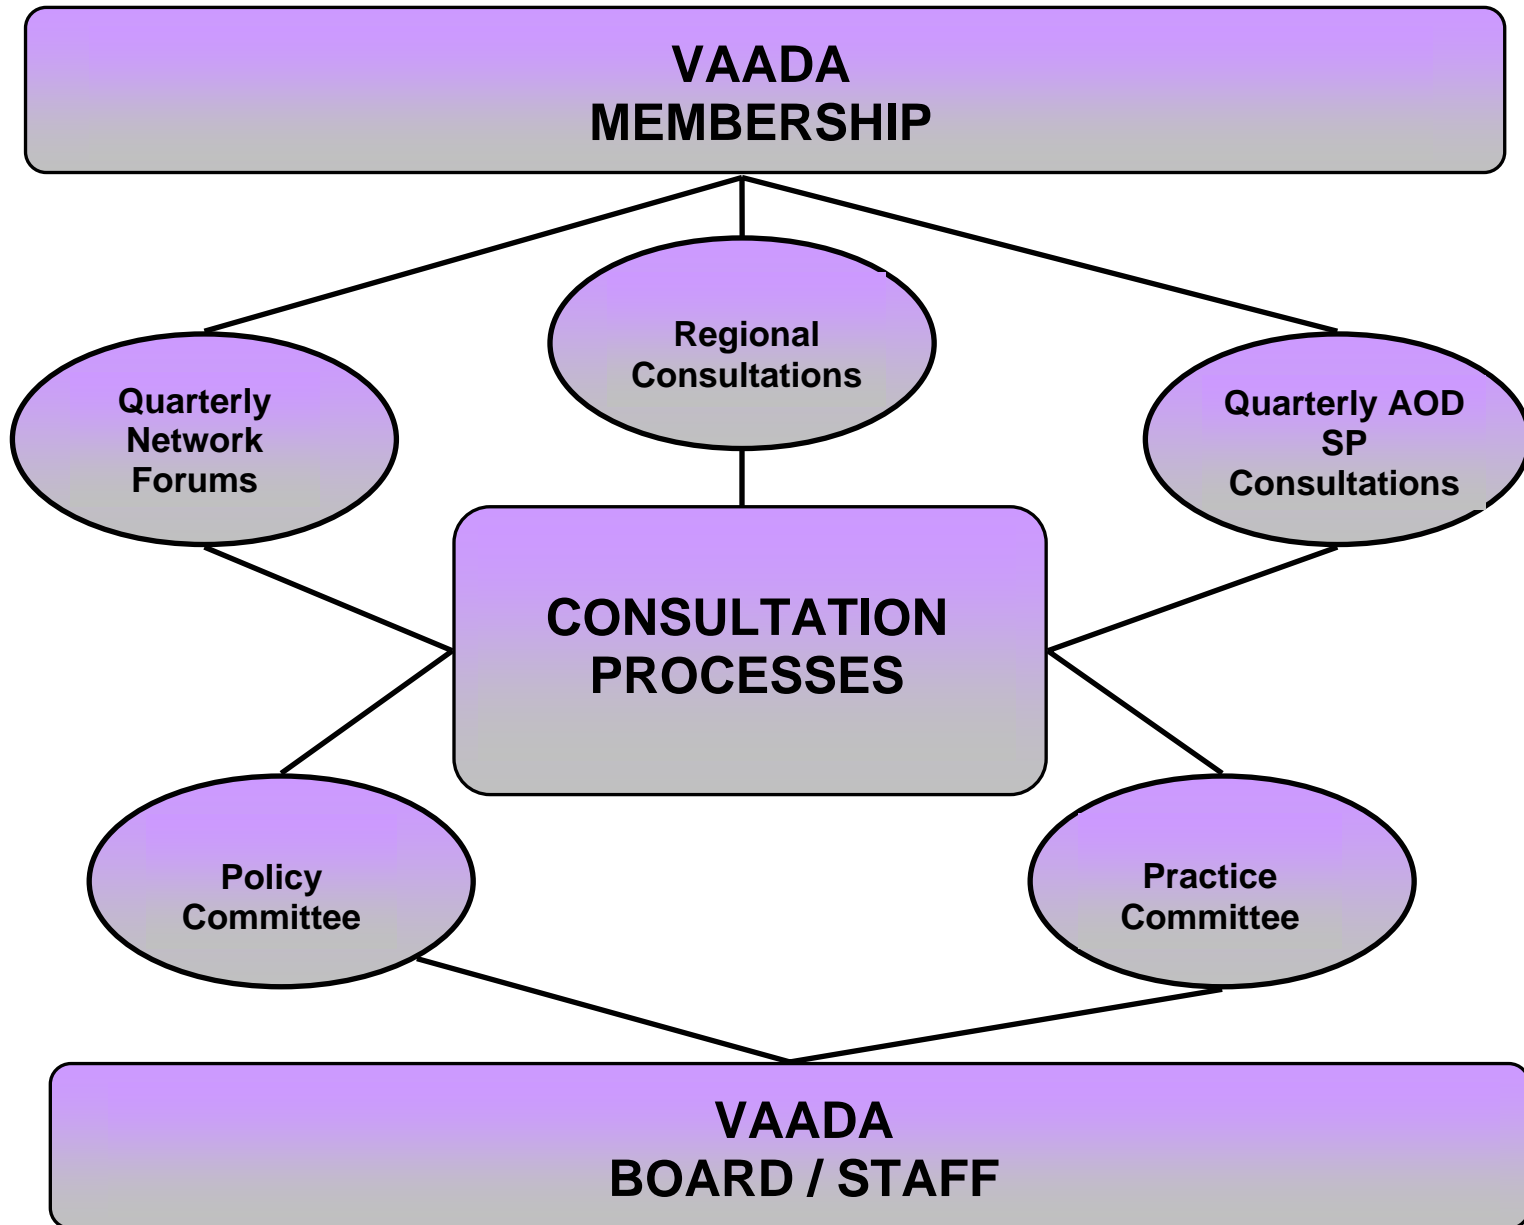 VAADA
MEMBERSHIP
Regional
Consultations
Quarterly
Network
Forums
Quarterly AOD
SP
Consultations
CONSULTATION
PROCESSES
Policy
Committee
Practice
Committee
VAADA
BOARD / STAFF